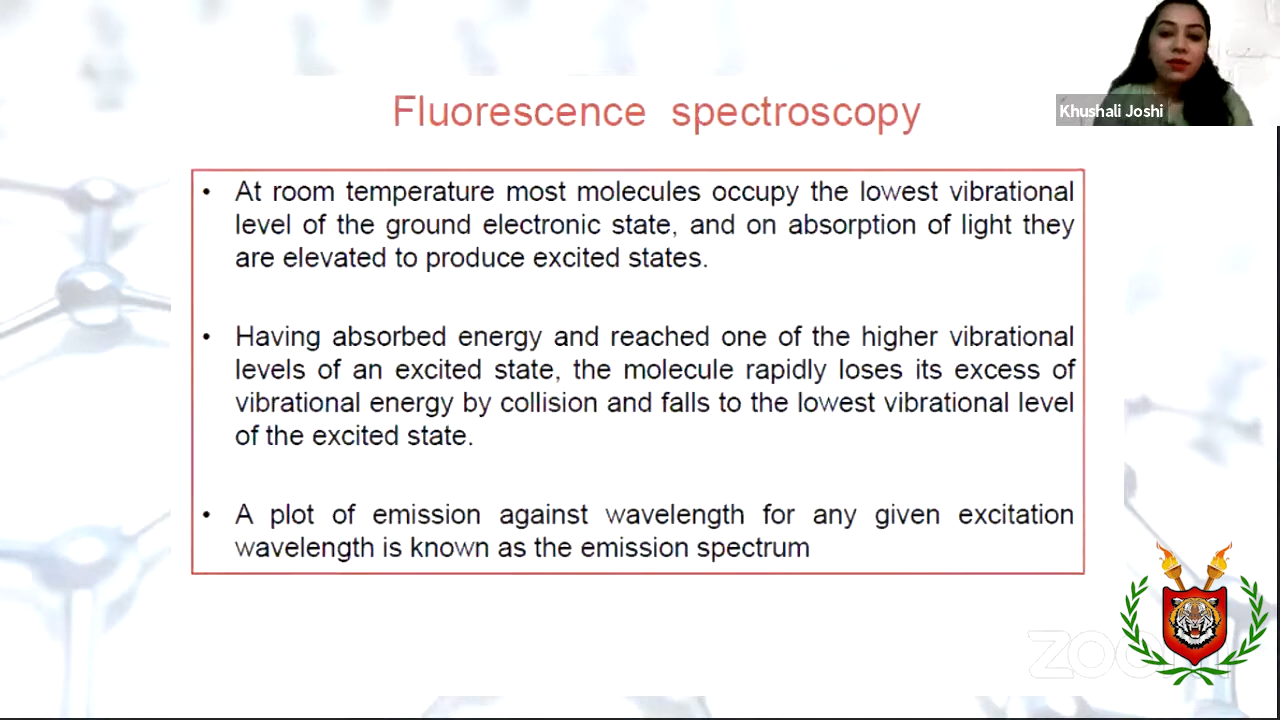 Fluorescence spectroscopy
Khushali Joshi
• At room temperature most molecules occupy the lowest vibrational
level of the ground electronic state, and on absorption of light they
are elevated to produce excited states.
• Having absorbed energy and reached one of the higher vibrational
levels of an excited state, the molecule rapidly loses its excess of
vibrational energy by collision and falls to the lowest vibrational level
of the excited state.
• A plot of emission against wavelength for any given excitation
wavelength is known as the emission spectrum
zoom